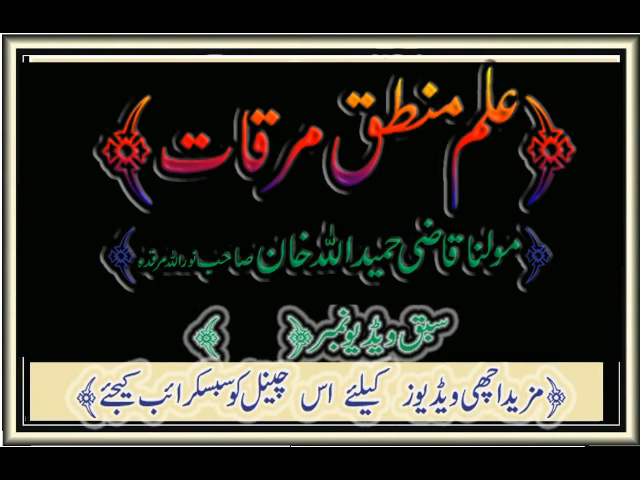 علم منطق مرقات
مولنا قاضی حمید اللہ خان صاحب نور اللہ مرقدہ
سبق ویڈیو نمبر
مزید اچھی ویڈیوز کیلئے اس چینل کو سبسکرائب کیجئے